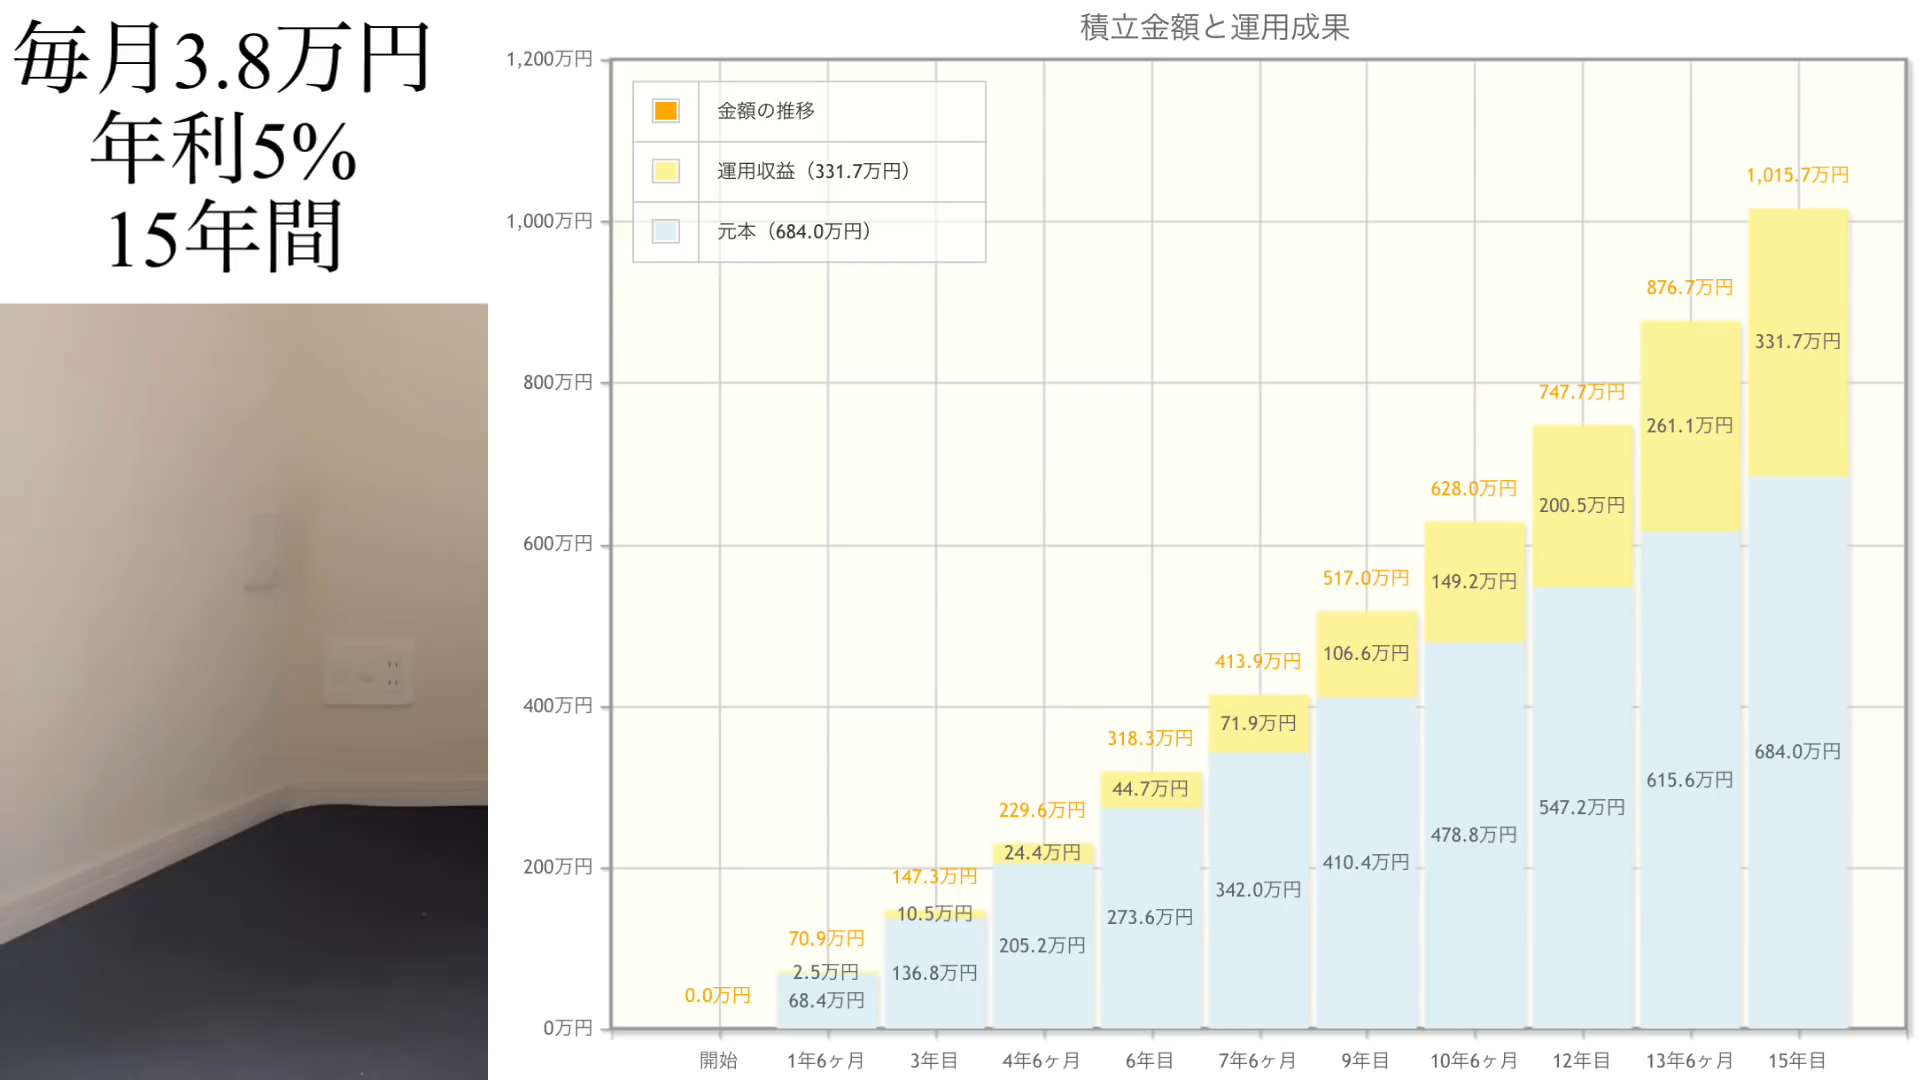 毎月3.8万円
年利5%
15年間
積立金額と運用成果
1,200万円
1,000万円
800万円
600万円
400万円
200万円
0万円
金額の推移
運用収益（331.7万円）
元本（684.0万円）
0.0万円
70.9万円
2.5万円
68.4万円
147.3万円
10.5万円
136.8万円
229.6万円
24.4万円
205.2万円
318.3万円
44.7万円
273.6万円
413.9万円
71.9万円
342.0万円
517.0万円
106.6万円
410.4万円
628.0万円
149.2万円
478.8万円
747.7万円
200.5万円
547.2万円
876.7万円
261.1万円
615.6万円
1,015.7万円
331.7万円
684.0万円
開始
1年6ヶ月
3年目
4年6ヶ月
6年目
7年6ヶ月
9年目
10年6ヶ月
12年目
13年6ヶ月
15年目